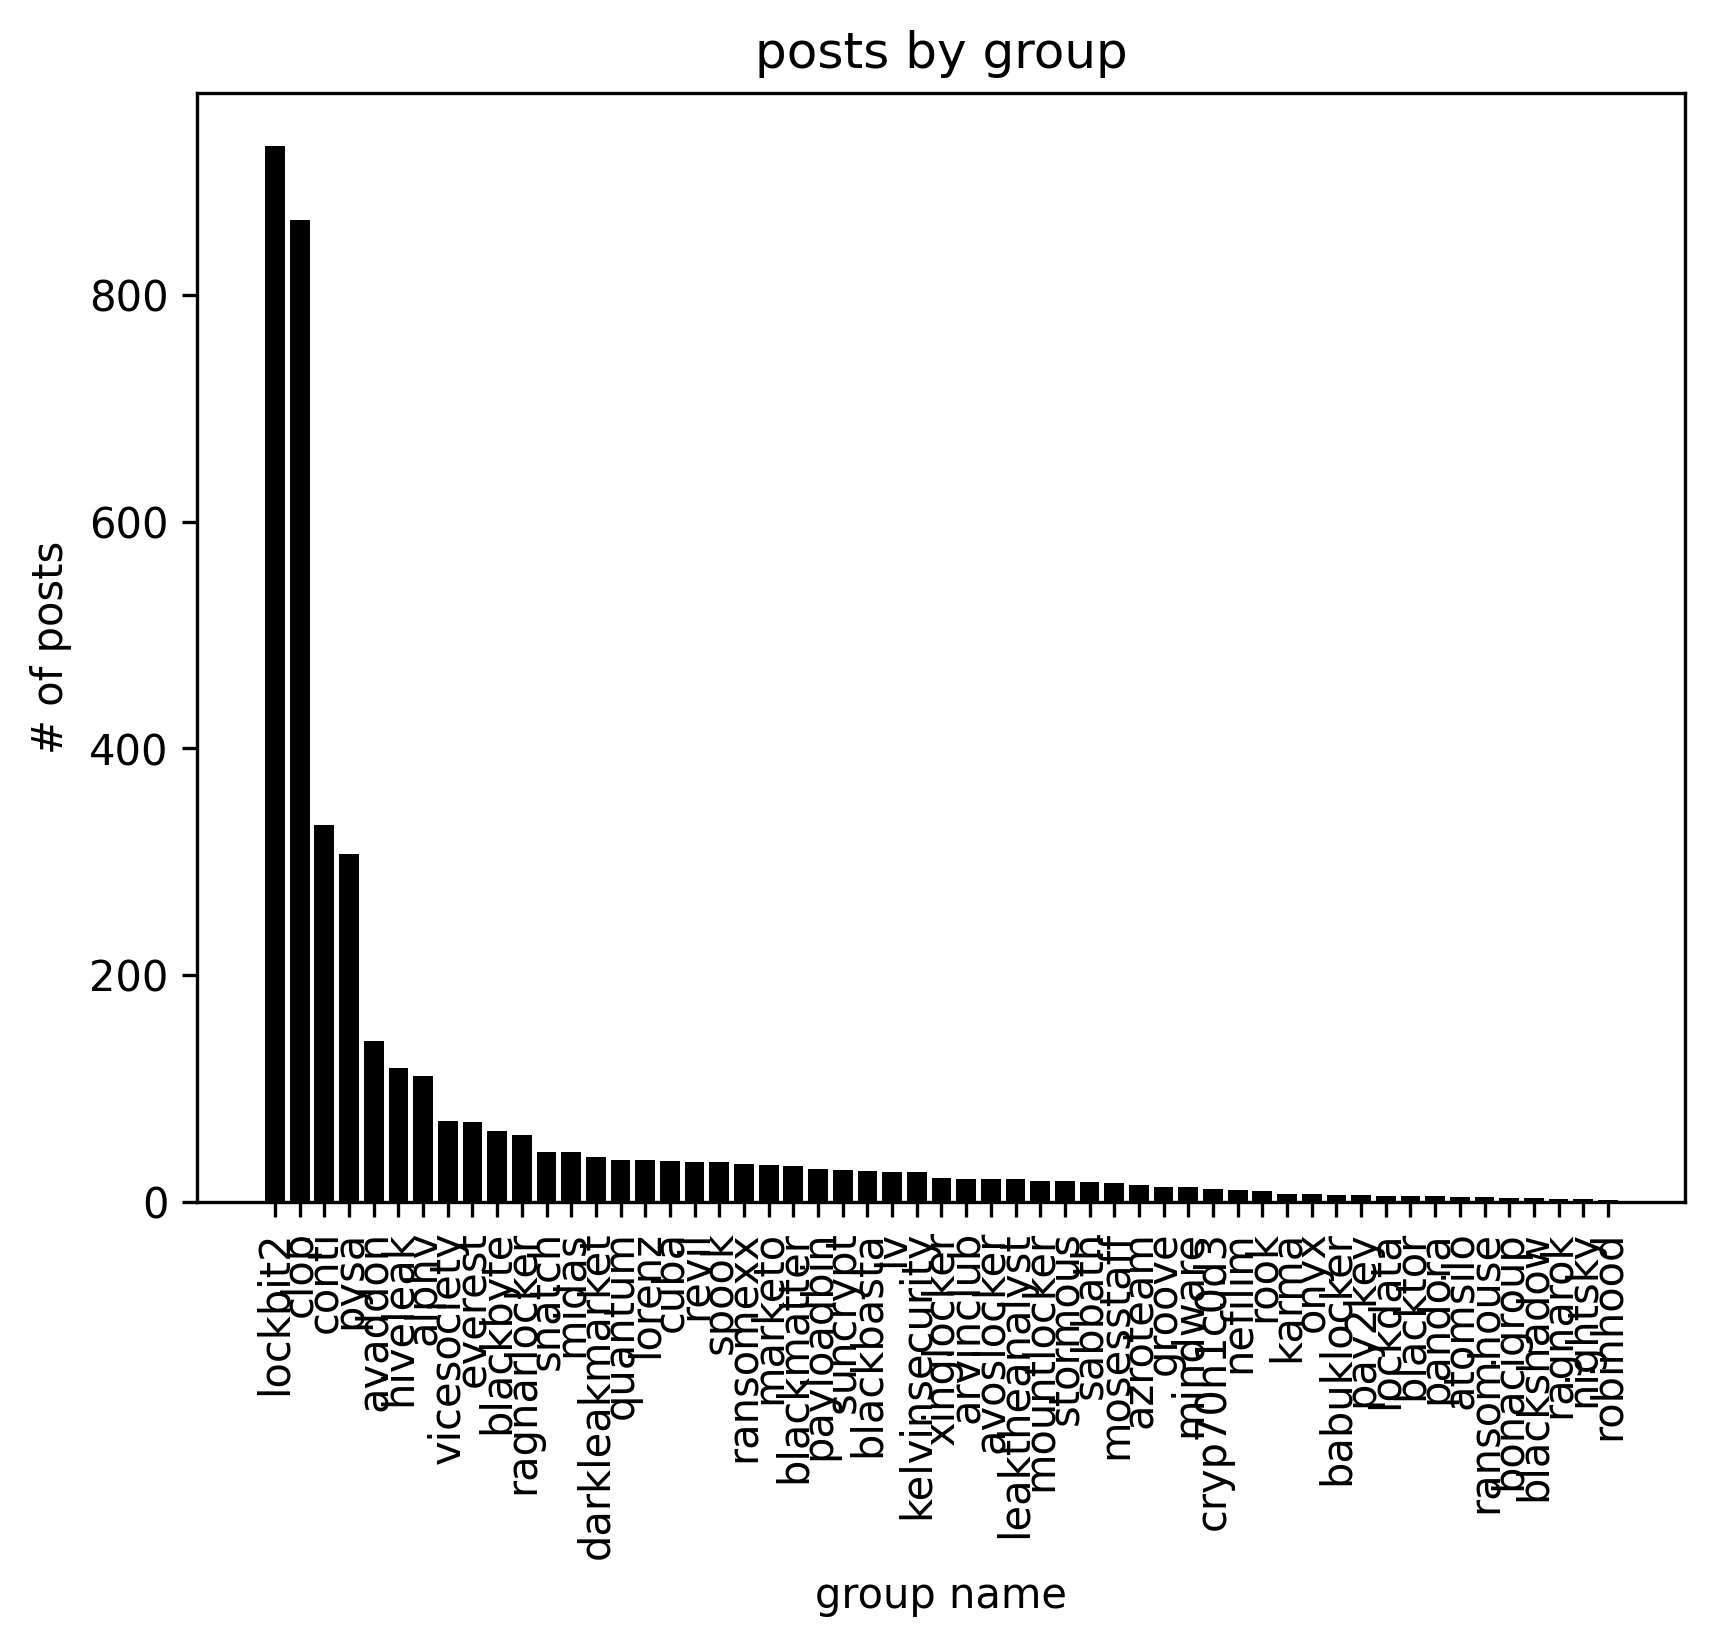 posts by group
# of posts
800
600
400
200
0
lockbit2
clop
conti
pysa
avaddon
hiveleak
alphv
vicesociety
everest
blackbyte
ragnarlocker
snatch
midas
darkleakmarket
quantum
lorenz
cuba
revil
spook
ransomexx
marketo
blackmatter
payloadbin
suncrypt
blackbasta
lv
kelvinsecurity
xinglocker
arvinclub
avoslocker
leaktheanalyst
mountlocker
stormous
sabbath
mosesstaff
azroteam
groove
mindware
cryp70n1c0d3
nefilim
rook
karma
onyx
babuklocker
pay2key
lockdata
blacktor
pandora
atomsilo
ransomhouse
bonacigroup
blackshadow
ragnarok
nightsky
robinhood
group name